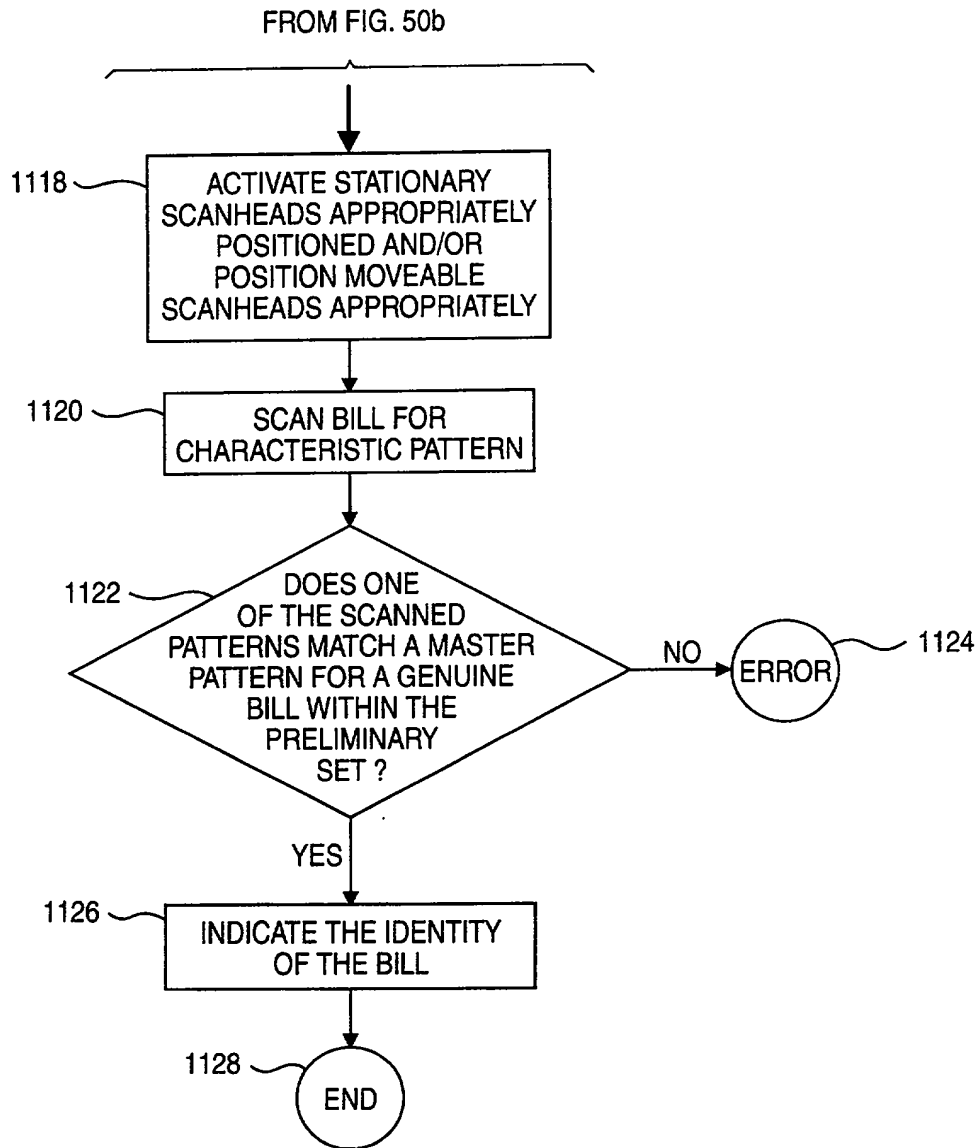 FROM FIG. 50b
1118
ACTIVATE STATIONARY
SCANHEADS APPROPRIATELY
POSITIONED AND/OR
POSITION MOVEABLE
SCANHEADS APPROPRIATELY
1120
SCAN BILL FOR
CHARACTERISTIC PATTERN
1122
DOES ONE
OF THE SCANNED
PATTERNS MATCH A MASTER
PATTERN FOR A GENUINE
BILL WITHIN THE
PRELIMINARY
SET ?
NO
ERROR
1124
YES
1126
INDICATE THE IDENTITY
OF THE BILL
1128
END